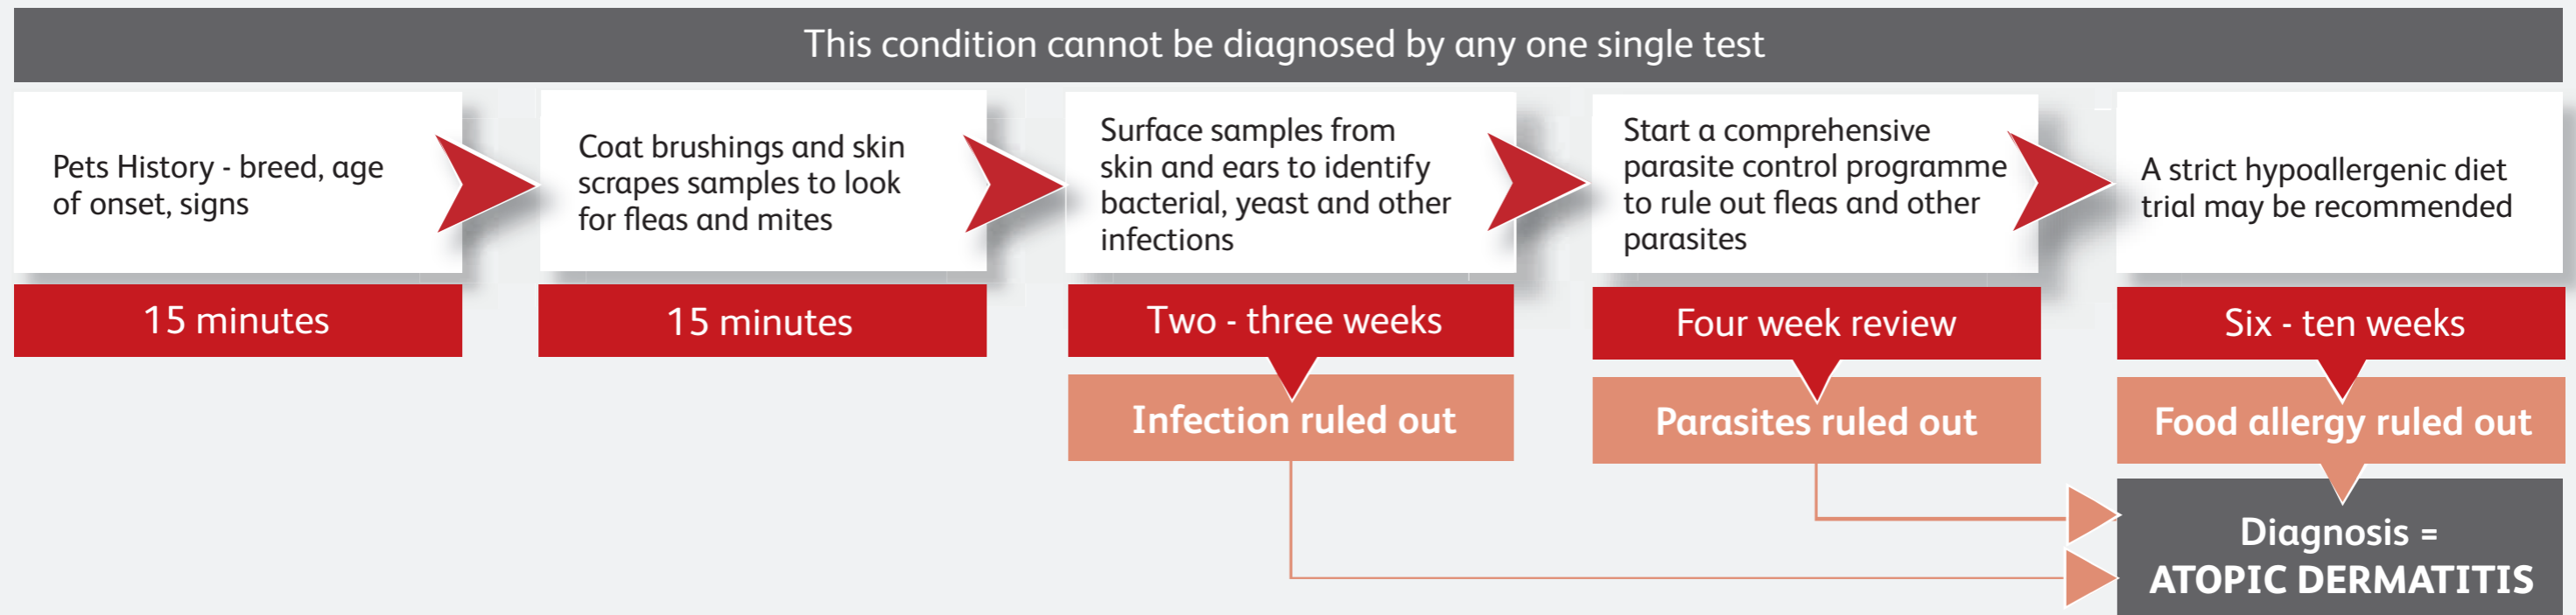 This condition cannot be diagnosed by any one single test
Pets History - breed, age
of onset, signs
15 minutes
Coat brushings and skin
scrapes samples to look
for fleas and mites
15 minutes
Surface samples from
skin and ears to identify
bacterial, yeast and other
infections
Two - three weeks
Infection ruled out
Start a comprehensive
parasite control programme
to rule out fleas and other
parasites
Four week review
Parasites ruled out
A strict hypoallergenic diet
trial may be recommended
Six - ten weeks
Food allergy ruled out
Diagnosis =
ATOPIC DERMATITIS